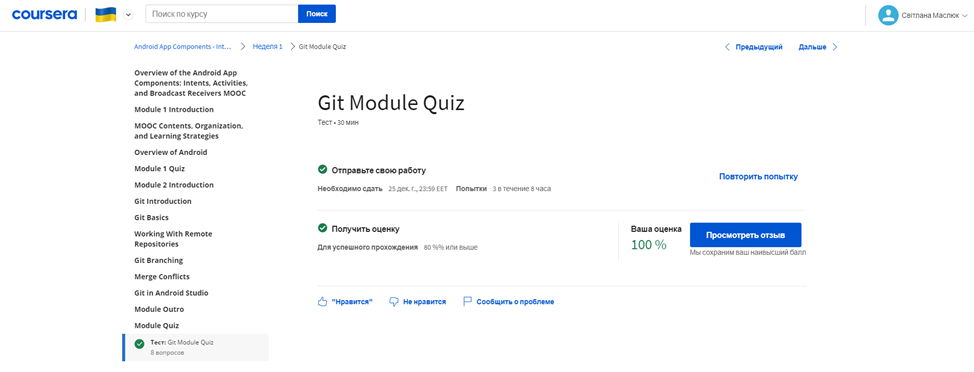 coursera
Поиск по курсу
Поиск
Світлана Маслюк
Android App Components - Int... > Неделя 1 > Git Module Quiz
Предыдущий
Дальше
Overview of the Android App
Components: Intents, Activities,
and Broadcast Receivers MOOC
Module 1 Introduction
MOOC Contents, Organization,
and Learning Strategies
Overview of Android
Module 1 Quiz
Module 2 Introduction
Git Introduction
Git Basics
Working With Remote
Repositories
Git Branching
Merge Conflicts
Git in Android Studio
Module Outro
Module Quiz
Тест: Git Module Quiz
8 вопросов
Git Module Quiz
Тест • 30 мин
Отправьте свою работу
Необходимо сдать 25 дек. г., 23:59 EET Попытки 3 в течение 8 часа
Повторить попытку
Получить оценку
Для успешного прохождения 80 %% или выше
Ваша оценка
100 %
Просмотреть отзыв
Мы сохраним ваш наивысший балл
"Нравится"
Не нравится
Сообщить о проблеме